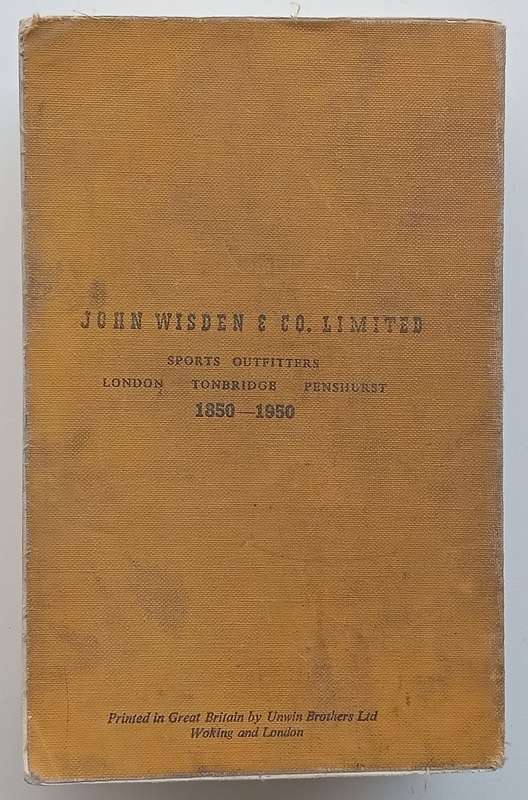 JOHN WISDEN & CO. LIMITED
SPORTS OUTFITTERS
LONDON TONBRIDGE PENSHURST
1850—1950
Printed in Great Britain by Unwin Brothers Ltd
Woking and London